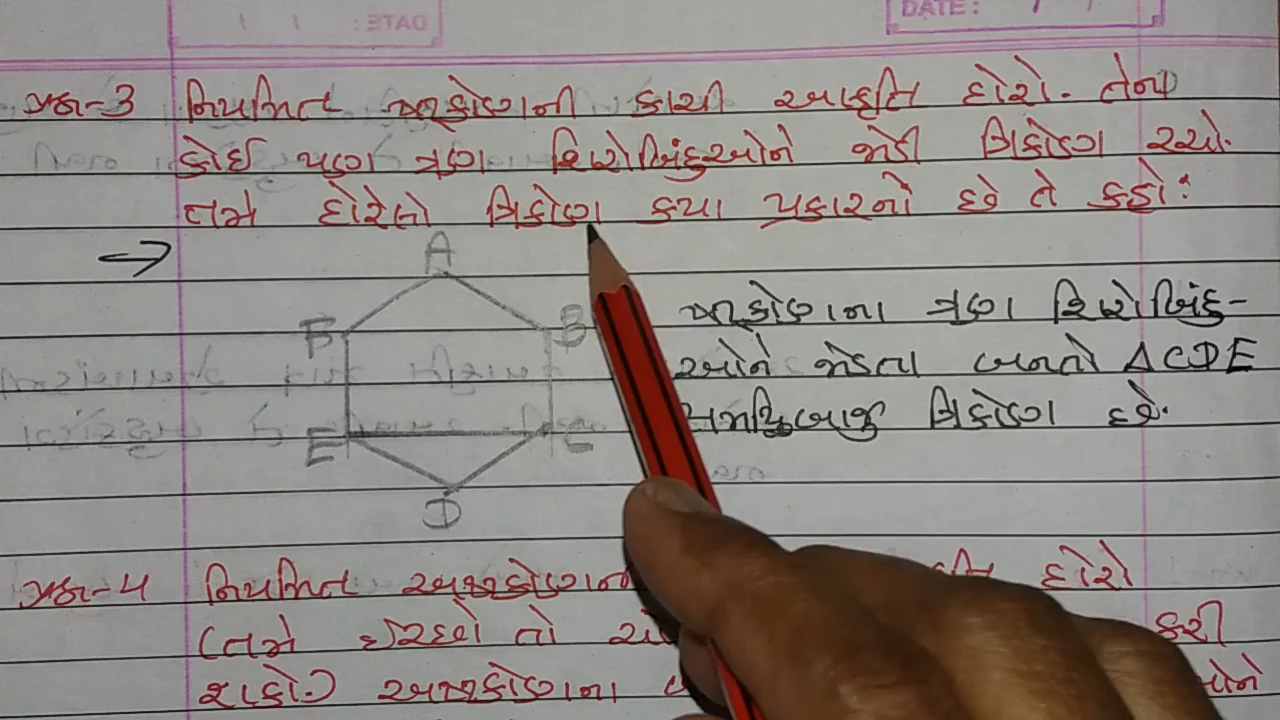 DATE :
પ્રશ્ન-3 નિયમિત ષટ્કોણની કાચી આકૃતિ દોરો. તેના
કોઈ પણ ત્રણ શિરોબિંદુઓને જોડી ત્રિકોણ રચો.
તમે દોરેલો ત્રિકોણ કયા પ્રકારનો છે તે કહો:
→
A
F B
E C
D
ષટ્કોણના ત્રણ શિરોબિંદુ-
ઓને જોડતા બનતો ΔCDE
સમદ્વિબાજુ ત્રિકોણ છે.
પ્રશ્ન-4 નિયમિત અષ્ટકોણન દોરો
(તમે ઈચ્છો તો કરી
શકો.) અષ્ટકોણના